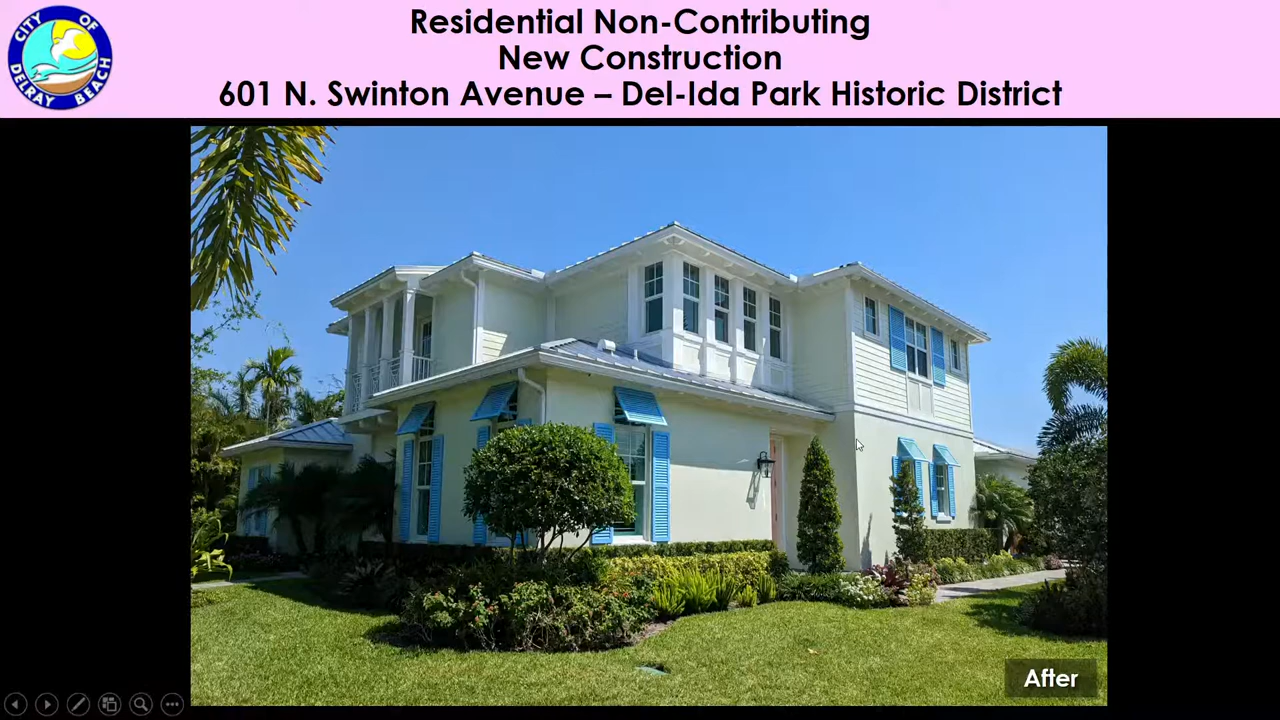 CITY OF
DELRAY BEACH
Residential Non-Contributing
New Construction
601 N. Swinton Avenue – Del-Ida Park Historic District
After